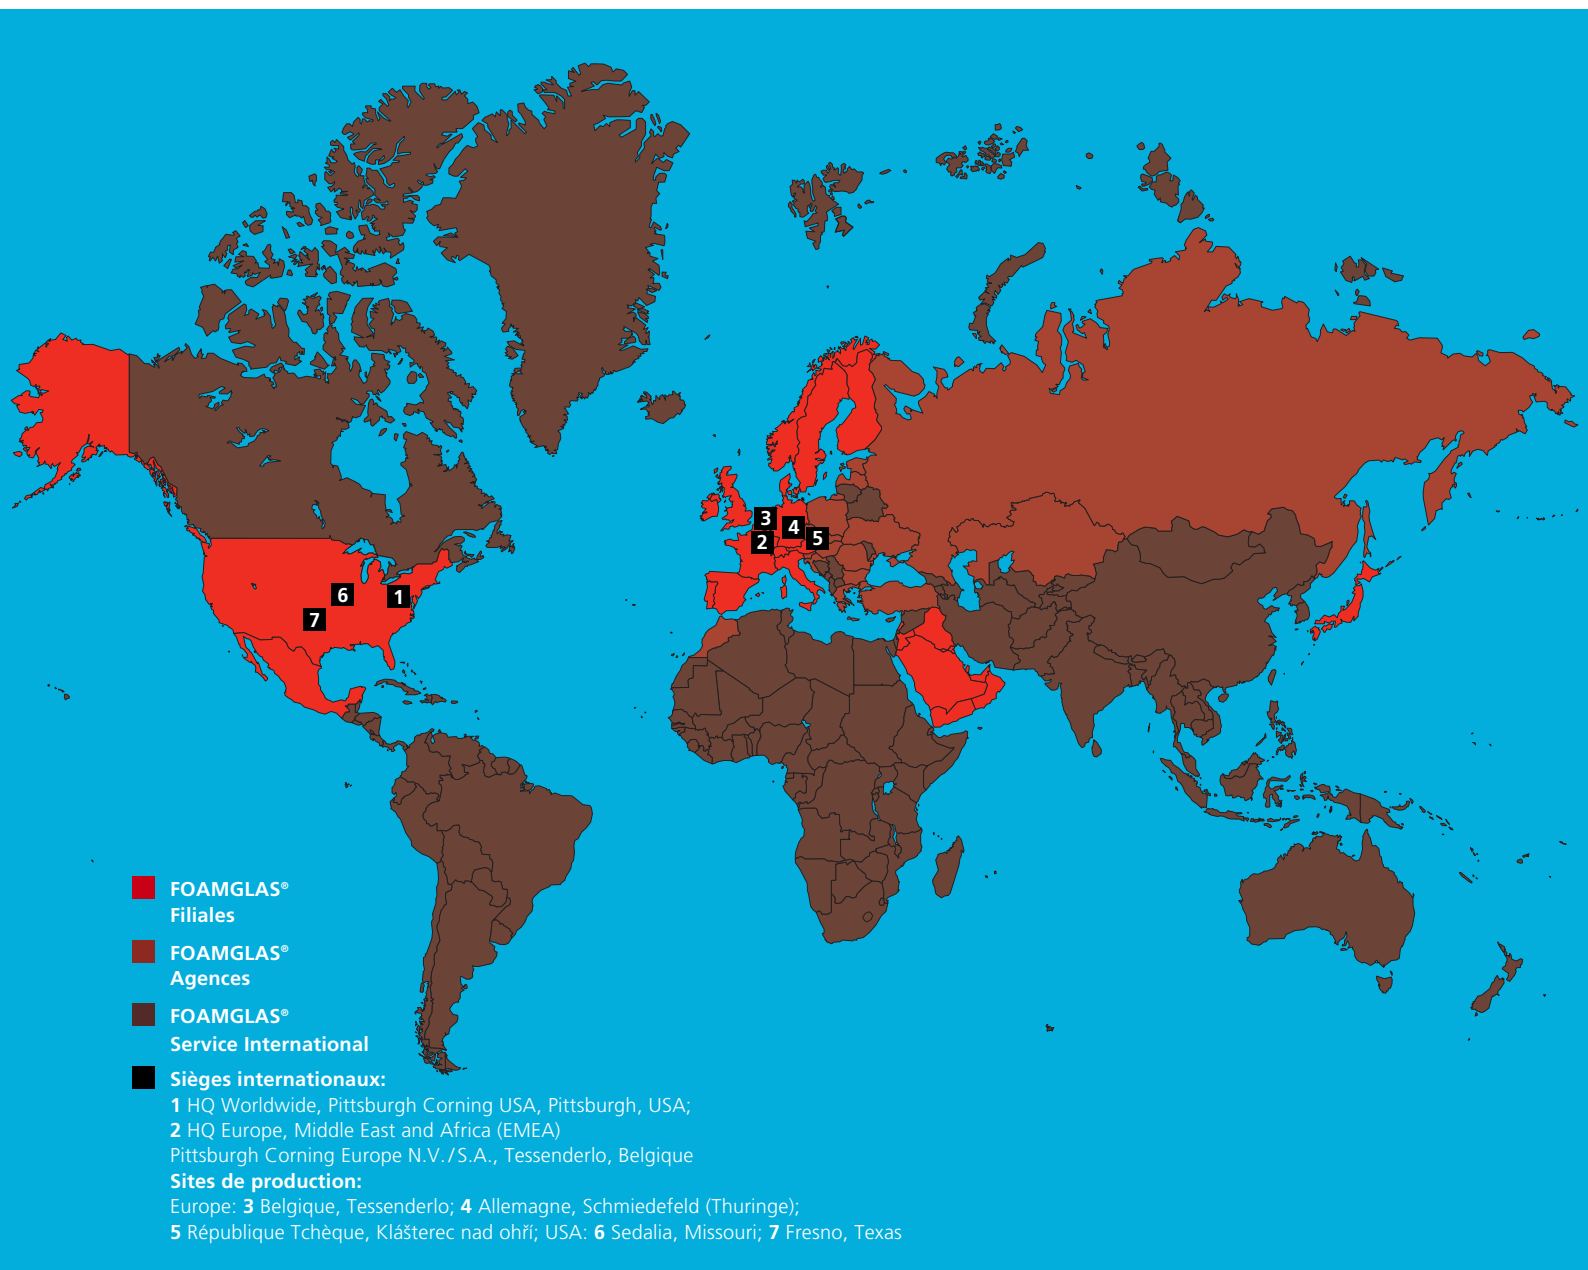 3
4
2
5
6
1
7
FOAMGLAS®
Filiales
FOAMGLAS®
Agences
FOAMGLAS®
Service International
Sièges internationaux:
1 HQ Worldwide, Pittsburgh Corning USA, Pittsburgh, USA;
2 HQ Europe, Middle East and Africa (EMEA)
Pittsburgh Corning Europe N.V./S.A., Tessenderlo, Belgique
Sites de production:
Europe: 3 Belgique, Tessenderlo; 4 Allemagne, Schmiedefeld (Thuringe);
5 République Tchèque, Klášterec nad ohří; USA: 6 Sedalia, Missouri; 7 Fresno, Texas